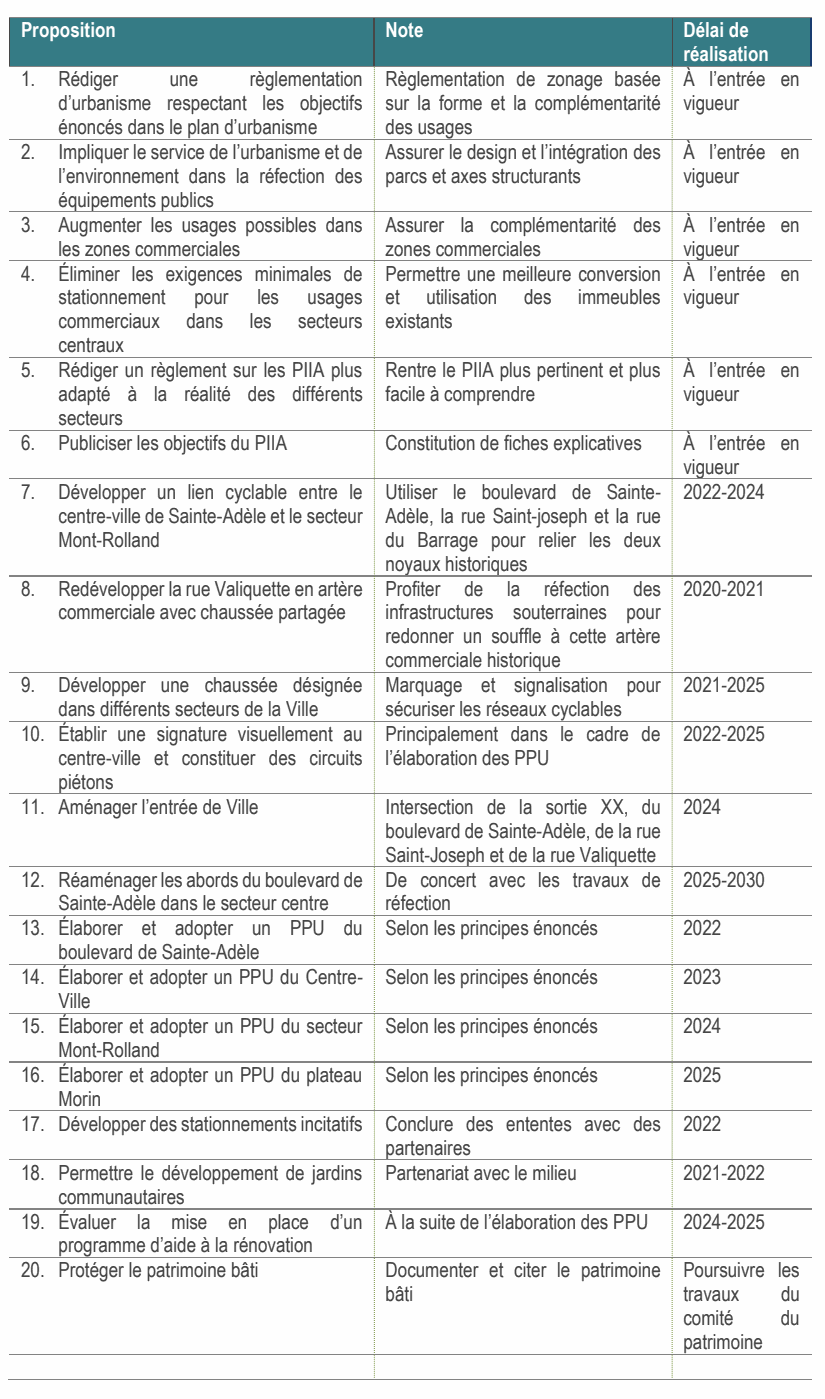 Proposition
Note
Délai de
réalisation
1. Rédiger une règlementation
d’urbanisme respectant les objectifs
énoncés dans le plan d’urbanisme
Règlementation de zonage basée
sur la forme et la complémentarité
des usages
À l’entrée en
vigueur
2. Impliquer le service de l’urbanisme et de
l’environnement dans la réfection des
équipements publics
Assurer le design et l’intégration des
parcs et axes structurants
À l’entrée en
vigueur
3. Augmenter les usages possibles dans
les zones commerciales
Assurer la complémentarité des
zones commerciales
À l’entrée en
vigueur
4. Éliminer les exigences minimales de
stationnement pour les usages
commerciaux dans les secteurs
centraux
Permettre une meilleure conversion
et utilisation des immeubles
existants
À l’entrée en
vigueur
5. Rédiger un règlement sur les PIIA plus
adapté à la réalité des différents
secteurs
Rentre le PIIA plus pertinent et plus
facile à comprendre
À l’entrée en
vigueur
6. Publiciser les objectifs du PIIA
Constitution de fiches explicatives
À l’entrée en
vigueur
7. Développer un lien cyclable entre le
centre-ville de Sainte-Adèle et le secteur
Mont-Rolland
Utiliser le boulevard de Sainte-
Adèle, la rue Saint-joseph et la rue
du Barrage pour relier les deux
noyaux historiques
2022-2024
8. Redévelopper la rue Valiquette en artère
commerciale avec chaussée partagée
Profiter de la réfection des
infrastructures souterraines pour
redonner un souffle à cette artère
commerciale historique
2020-2021
9. Développer une chaussée désignée
dans différents secteurs de la Ville
Marquage et signalisation pour
sécuriser les réseaux cyclables
2021-2025
10. Établir une signature visuellement au
centre-ville et constituer des circuits
piétons
Principalement dans le cadre de
l’élaboration des PPU
2022-2025
11. Aménager l’entrée de Ville
Intersection de la sortie XX, du
boulevard de Sainte-Adèle, de la rue
Saint-Joseph et de la rue Valiquette
2024
12. Réaménager les abords du boulevard de
Sainte-Adèle dans le secteur centre
De concert avec les travaux de
réfection
2025-2030
13. Élaborer et adopter un PPU du
boulevard de Sainte-Adèle
Selon les principes énoncés
2022
14. Élaborer et adopter un PPU du Centre-
Ville
Selon les principes énoncés
2023
15. Élaborer et adopter un PPU du secteur
Mont-Rolland
Selon les principes énoncés
2024
16. Élaborer et adopter un PPU du plateau
Morin
Selon les principes énoncés
2025
17. Développer des stationnements incitatifs
Conclure des ententes avec des
partenaires
2022
18. Permettre le développement de jardins
communautaires
Partenariat avec le milieu
2021-2022
19. Évaluer la mise en place d’un
programme d’aide à la rénovation
À la suite de l’élaboration des PPU
2024-2025
20. Protéger le patrimoine bâti
Documenter et citer le patrimoine
bâti
Poursuivre les
travaux du
comité du
patrimoine